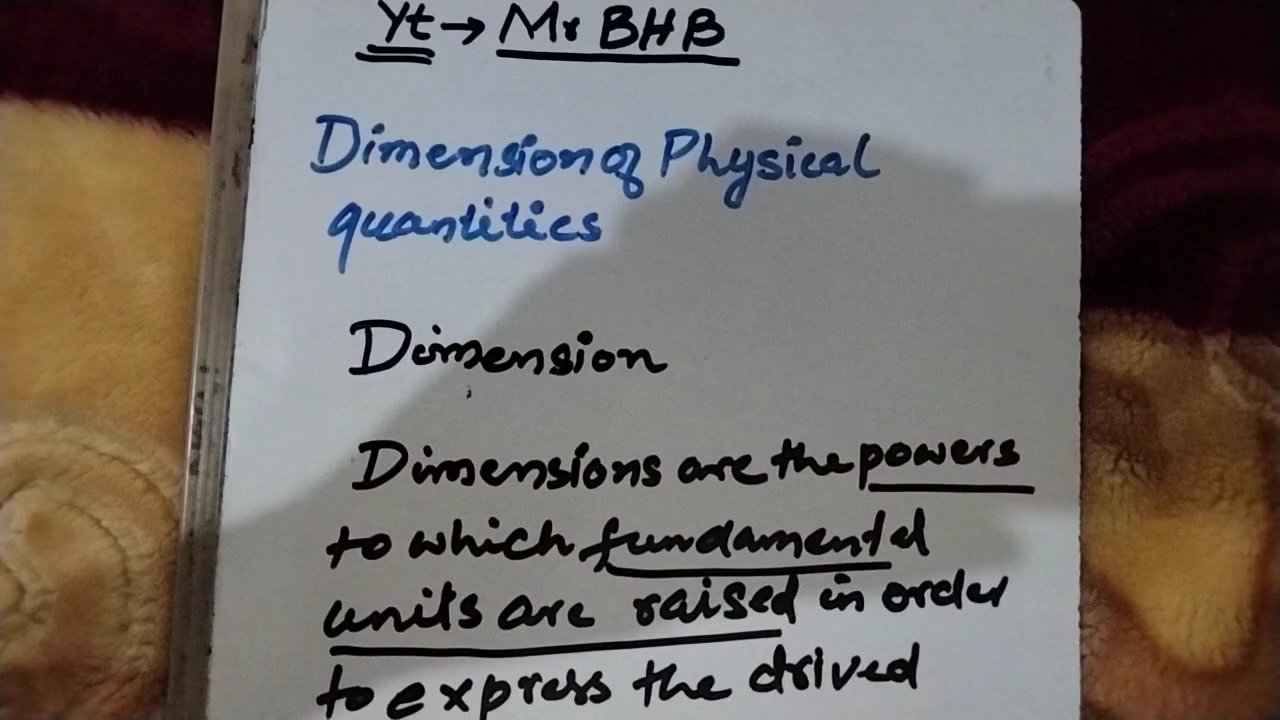 Yt → Mr BHB
Dimension of Physical
quantities
Dimension
Dimensions are the powers
to which fundamental
units are raised in order
to express the drived